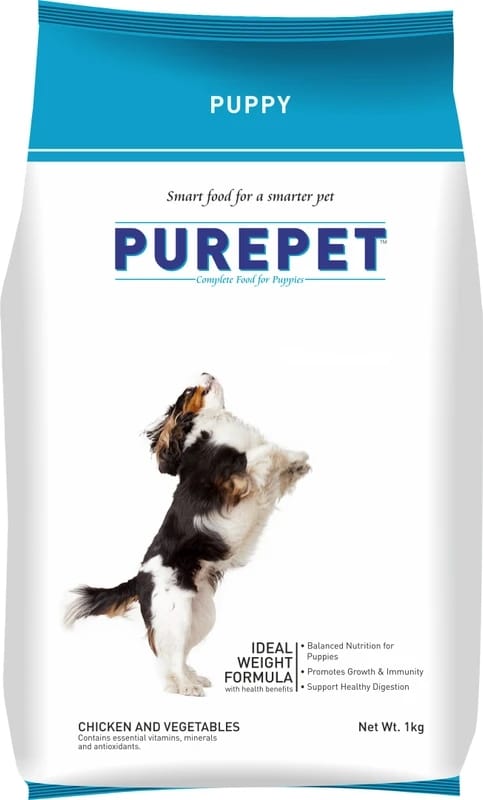 PUPPY
Smart food for a smarter pet
PUREPET™
Complete Food for Puppies
IDEAL
WEIGHT
FORMULA
with health benefits
• Balanced Nutrition for
Puppies
• Promotes Growth & Immunity
• Support Healthy Digestion
CHICKEN AND VEGETABLES
Contains essential vitamins, minerals
and antioxidants.
Net Wt. 1kg